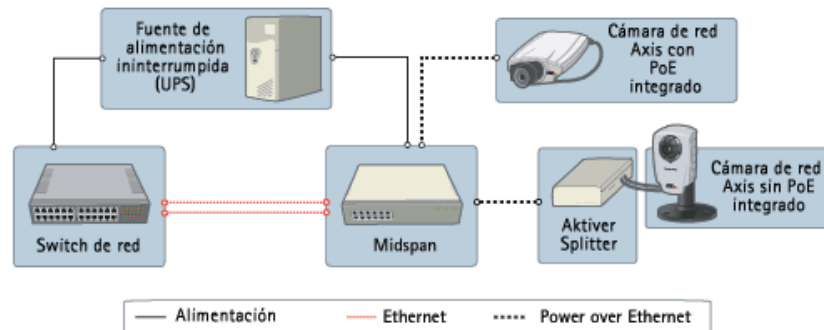 Fuente de
alimentación
ininterrumpida
(UPS)
Cámara de red
Axis con
PoE
integrado
Switch de red
Midspan
Aktiver
Splitter
Cámara de red
Axis sin PoE
integrado
Alimentación
Ethernet
Power over Ethernet